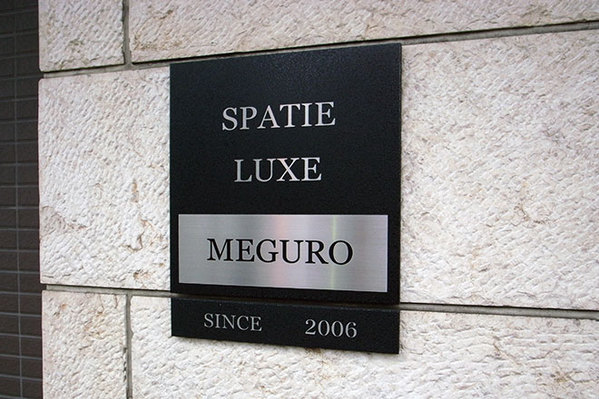 SPATIE
LUXE
MEGURO
SINCE 2006